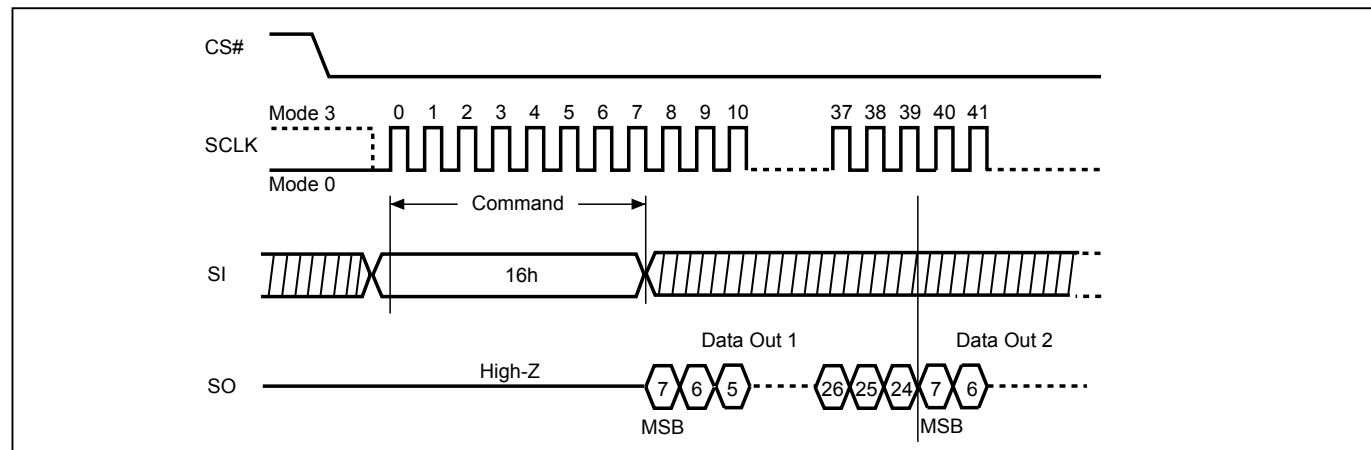 CS#
Mode 3
0 1 2 3 4 5 6 7 8 9 10 37 38 39 40 41
SCLK
Mode 0
Command
SI
16h
Data Out 1 Data Out 2
High-Z
SO
7 6 5 26 25 24 7 6
MSB MSB